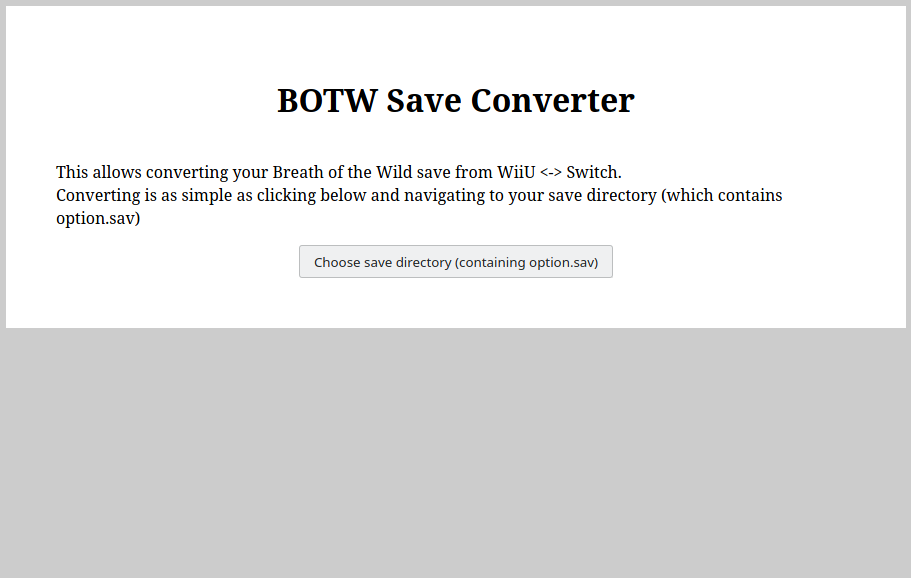 BOTW Save Converter
This allows converting your Breath of the Wild save from WiiU <-> Switch.
Converting is as simple as clicking below and navigating to your save directory (which contains
option.sav)
Choose save directory (containing option.sav)